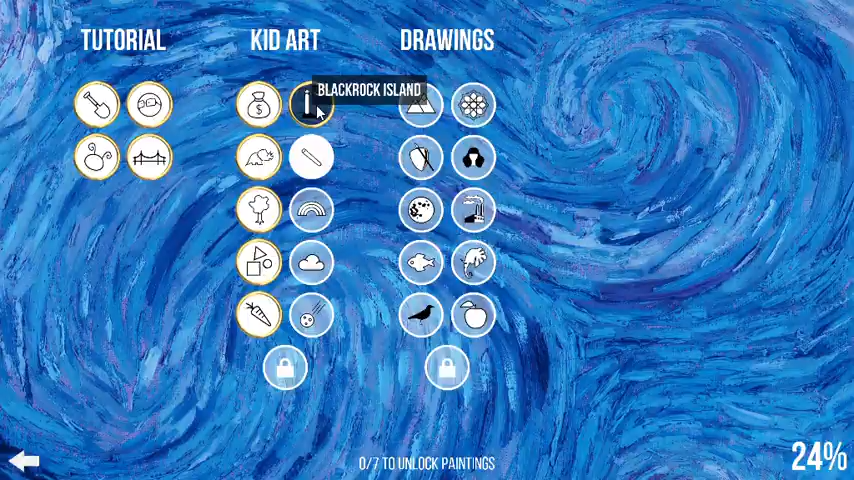 TUTORIAL
KID ART
DRAWINGS
BLACKROCK ISLAND
$
0/7 TO UNLOCK PAINTINGS
24%